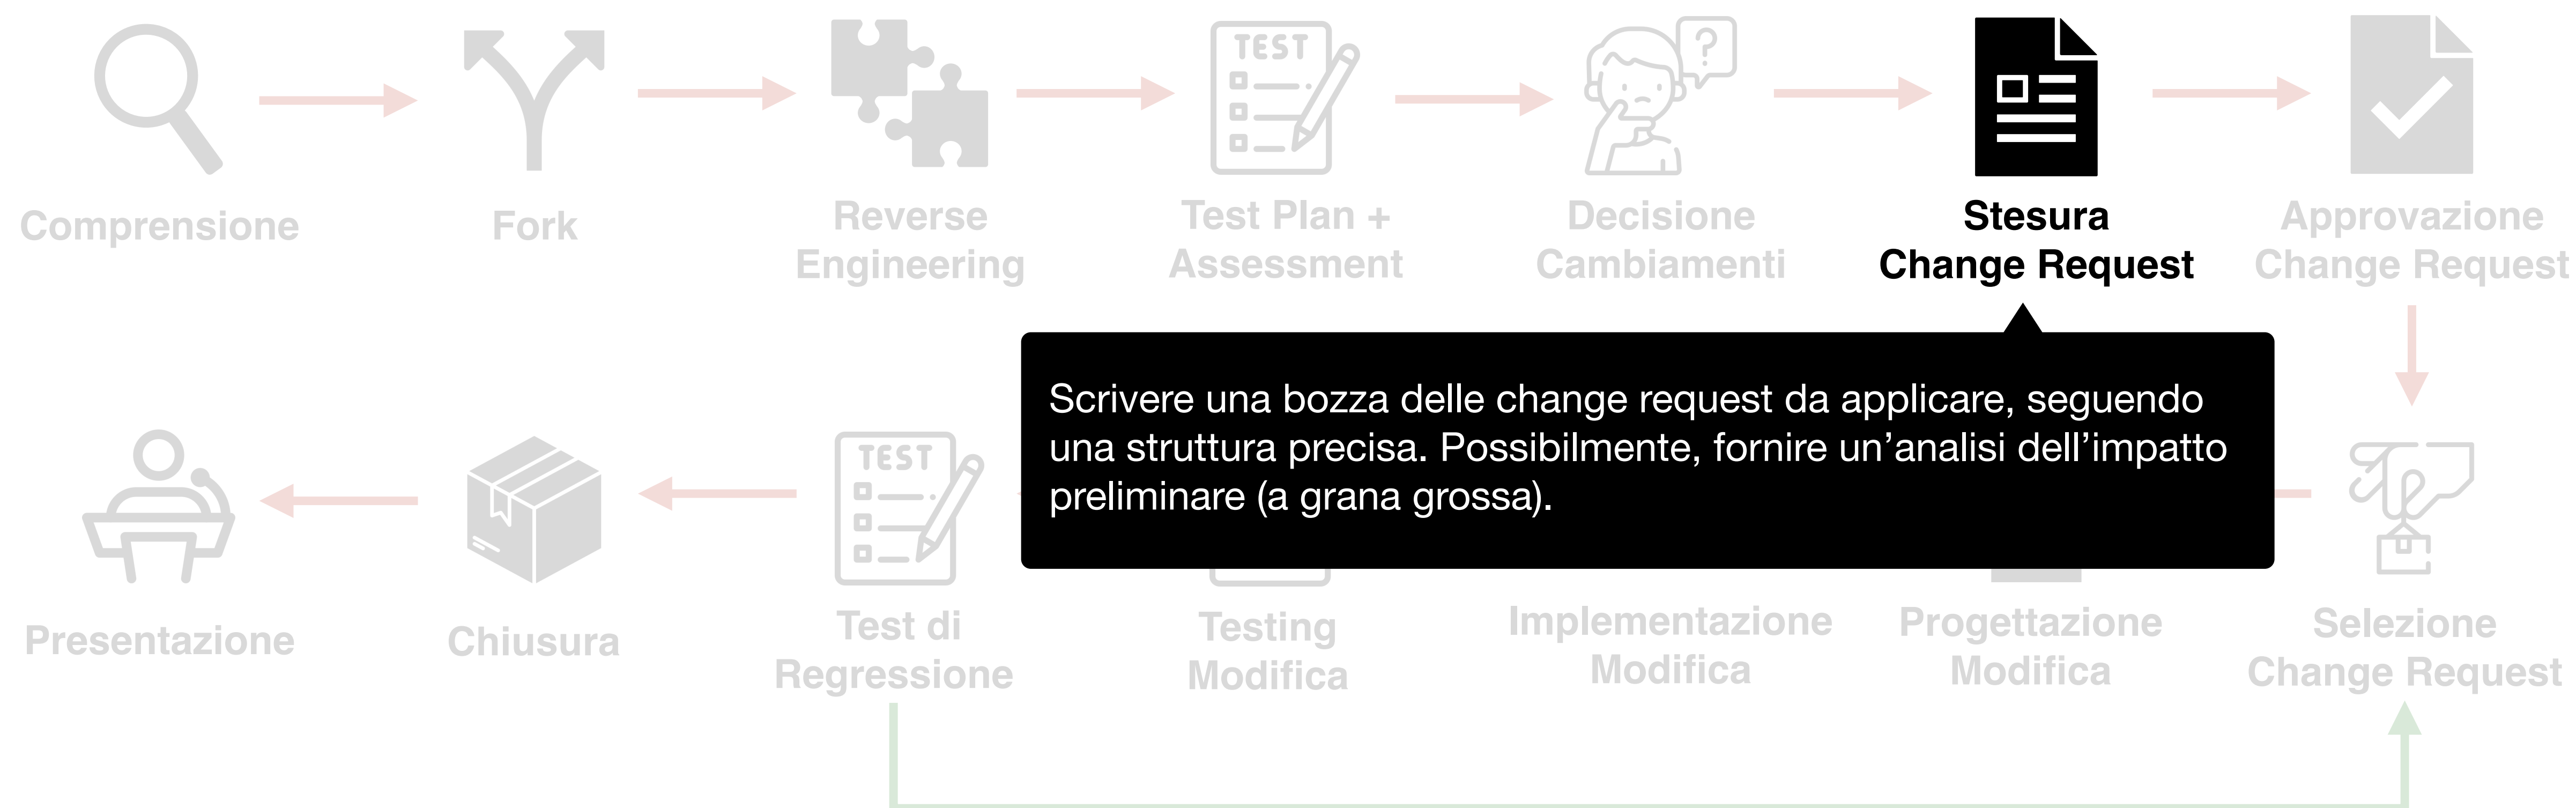 TEST
?
Comprensione
Fork
Reverse
Engineering
Test Plan +
Assessment
Decisione
Cambiamenti
Stesura
Change Request
Approvazione
Change Request
Scrivere una bozza delle change request da applicare, seguendo
una struttura precisa. Possibilmente, fornire un’analisi dell’impatto
preliminare (a grana grossa).
TEST
Presentazione
Chiusura
Test di
Regressione
Testing
Modifica
Implementazione
Modifica
Progettazione
Modifica
Selezione
Change Request